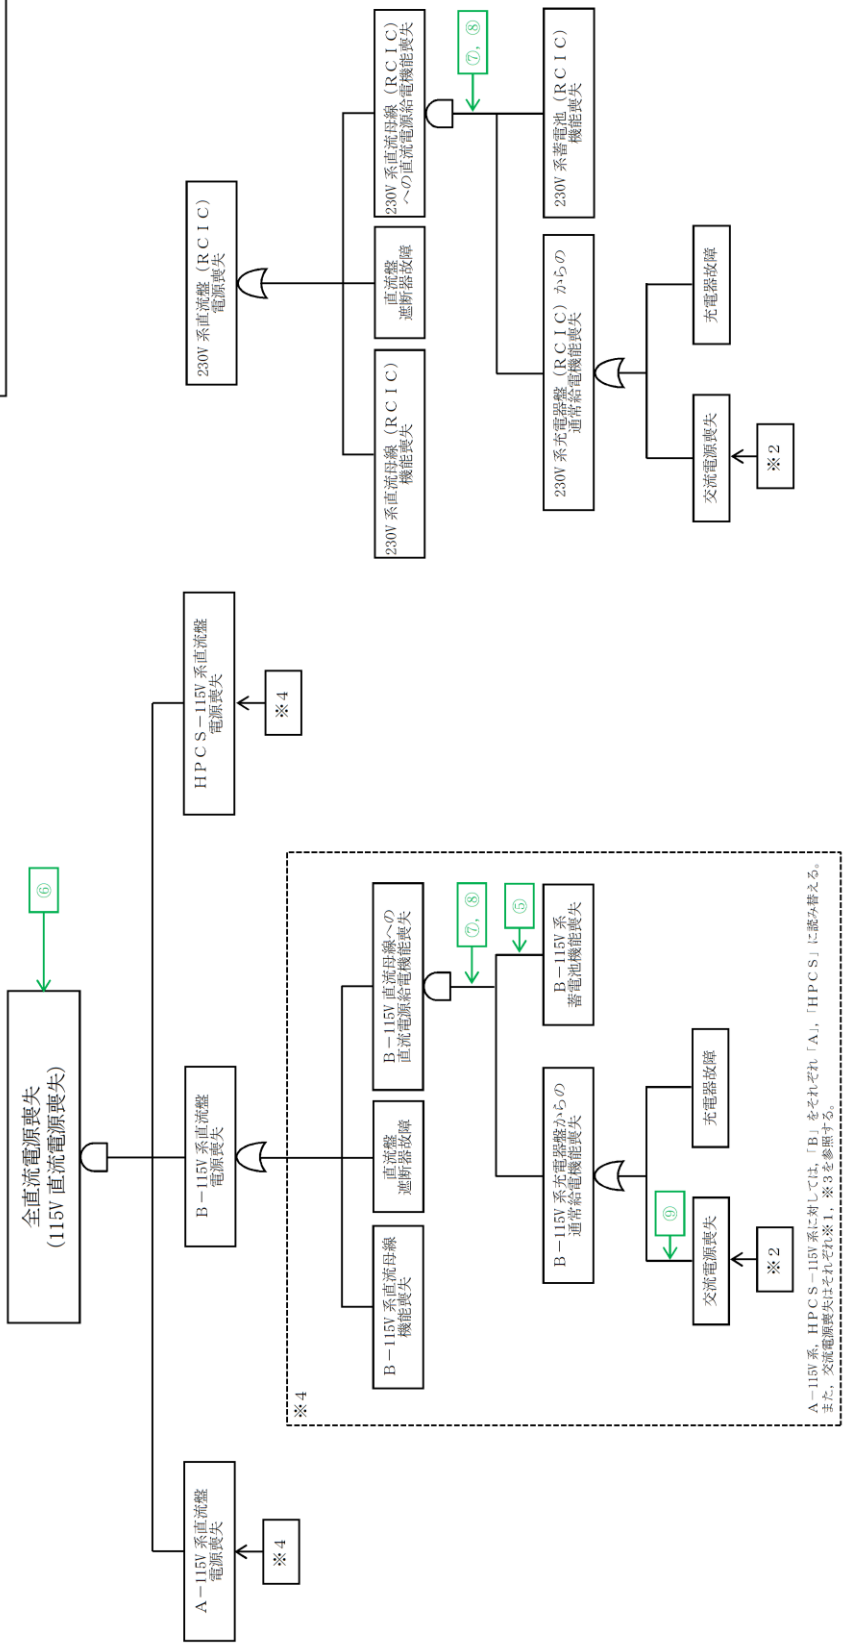 全直流電源喪失
(115V 直流電源喪失)
⑥
A－115V 系直流盤
電源喪失
※4
B－115V 系直流盤
電源喪失
HPCS－115V 系直流盤
電源喪失
※4
※4
B－115V 系直流母線
機能喪失
直流盤
遮断器故障
B－115V 直流母線への
直流電源給電機能喪失
⑦，⑧
⑤
B－115V 系充電器盤からの
通常給電機能喪失
B－115V 系
蓄電池機能喪失
⑨
交流電源喪失
充電器故障
※2
A－115V 系，HPCS－115V 系に対しては，「B」をそれぞれ「A」，「HPCS」に読み替える。
また，交流電源喪失はそれぞれ※1，※3を参照する。
230V 系直流盤（RCIC）
電源喪失
230V 系直流母線（RCIC）
機能喪失
直流盤
遮断器故障
230V 系直流母線（RCIC）
への直流電源給電機能喪失
⑦，⑧
230V 系充電器盤（RCIC）からの
通常給電機能喪失
230V 系蓄電池（RCIC）
機能喪失
交流電源喪失
充電器故障
※2